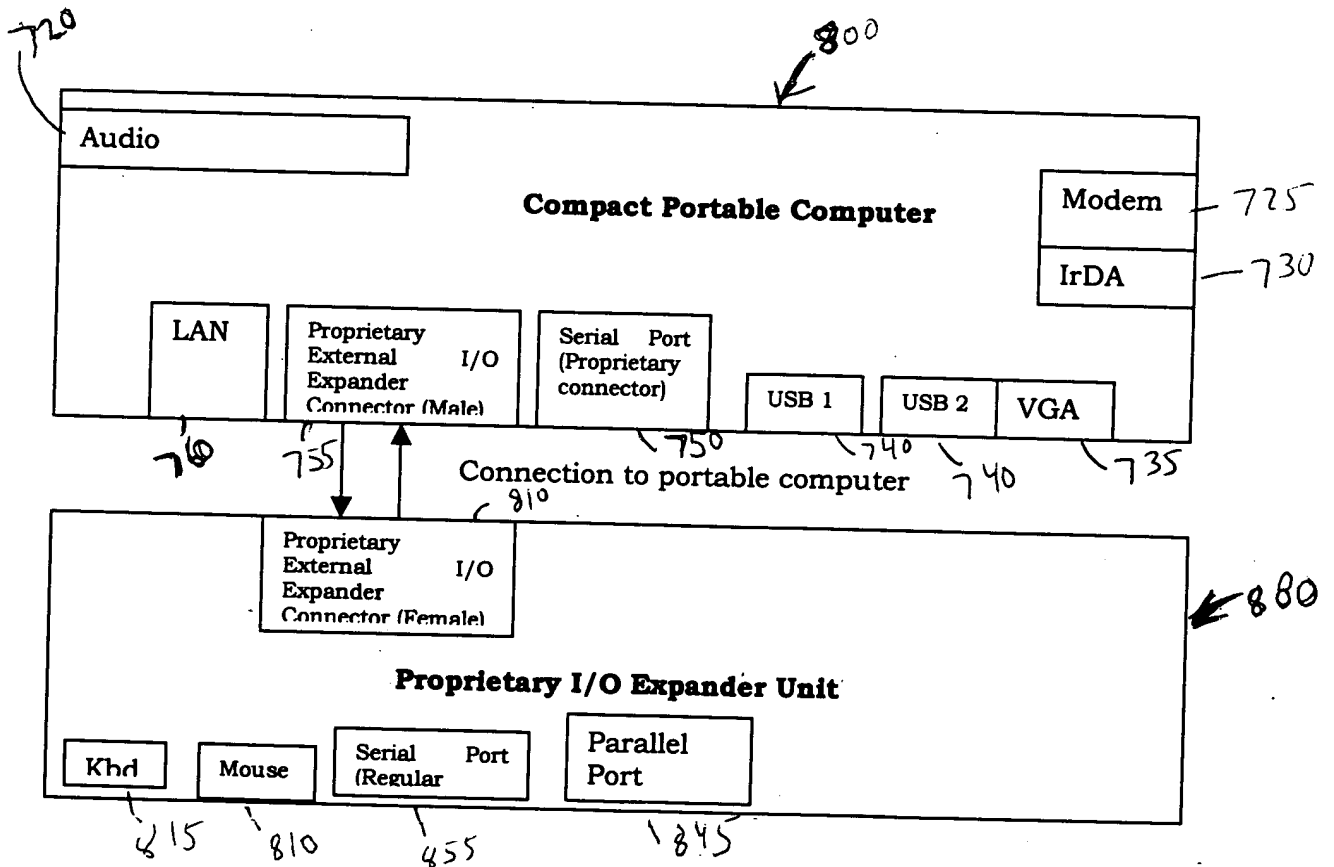 720
800
Audio
Compact Portable Computer
Modem
725
IrDA
730
LAN
Proprietary
External I/O
Expander
Connector (Male)
Serial Port
(Proprietary
connector)
USB 1
USB 2
VGA
760
755
750
740
740
735
Connection to portable computer
810
Proprietary
External I/O
Expander
Connector (Female)
880
Proprietary I/O Expander Unit
Kbd
Mouse
Serial Port
(Regular
Parallel
Port
815
810
855
845